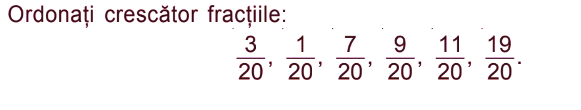 Ordonați crescător fracțiile:
3/20, 1/20, 7/20, 9/20, 11/20, 19/20.